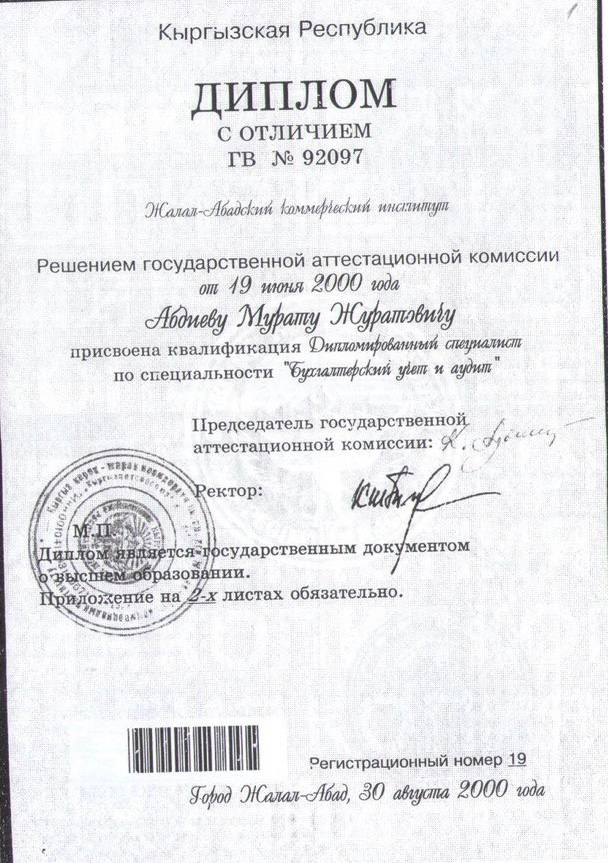 Кыргызская Республика
ДИПЛОМ
С ОТЛИЧИЕМ
ГВ № 92097
Жалал-Абадский коммерческий институт
Решением государственной аттестационной комиссии
от 19 июня 2000 года
Абдиеву Мурату Журатовичу
присвоена квалификация Дипломированный специалист
по специальности "Бухгалтерский учет и аудит"
Председатель государственной
аттестационной комиссии:
Ректор:
М.П.
Диплом является государственным документом
о высшем образовании.
Приложение на 2-х листах обязательно.
Регистрационный номер 19
Город Жалал-Абад, 30 августа 2000 года